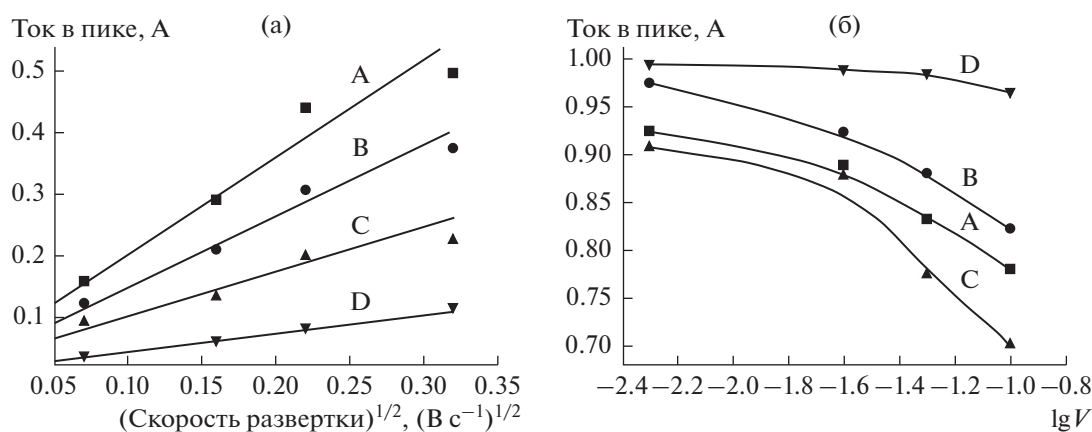 Ток в пике, А
(а)
0.5
0.4
0.3
0.2
0.1
A
B
C
D
0.05 0.10 0.15 0.20 0.25 0.30 0.35
(Скорость развертки)^{1/2}, (В с^{–1})^{1/2}
Ток в пике, А
(б)
1.00
0.95
0.90
0.85
0.80
0.75
0.70
D
B
A
C
–2.4 –2.2 –2.0 –1.8 –1.6 –1.4 –1.2 –1.0 –0.8
lg V